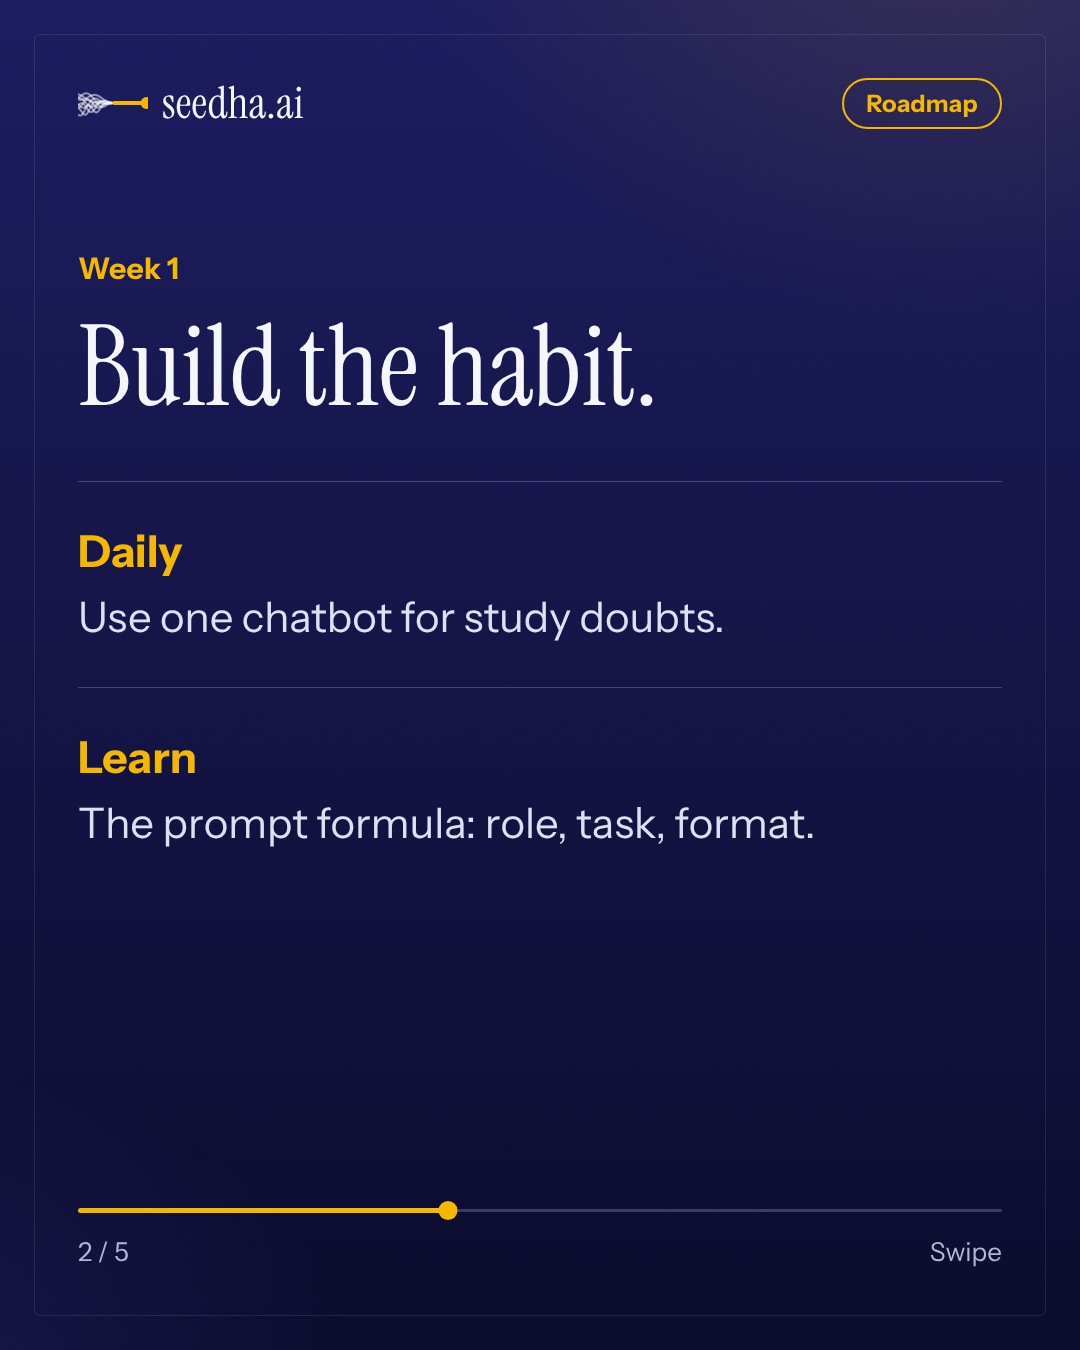 seedha.ai
Roadmap
Week 1
Build the habit.
Daily
Use one chatbot for study doubts.
Learn
The prompt formula: role, task, format.
2 / 5
Swipe